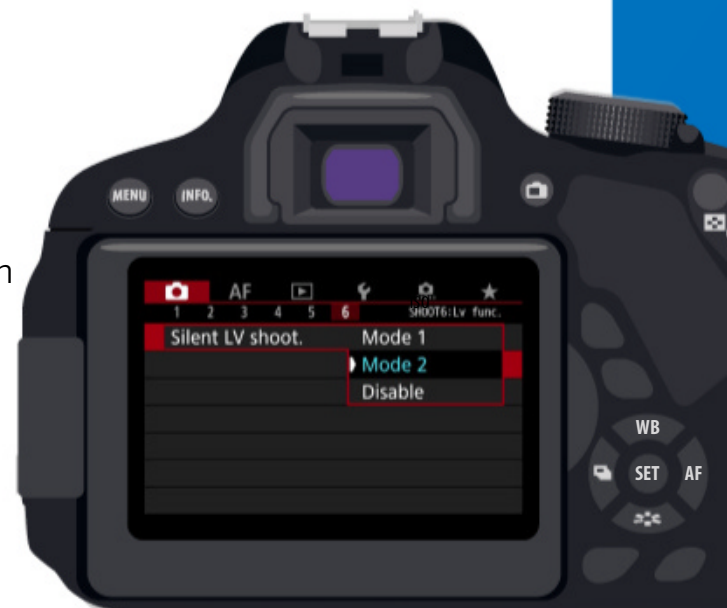 MENU INFO.
n
AF
1 2 3 4 5 6 SHOOT6:Lv func.
Silent LV shoot. Mode 1
Mode 2
Disable
WB
SET AF